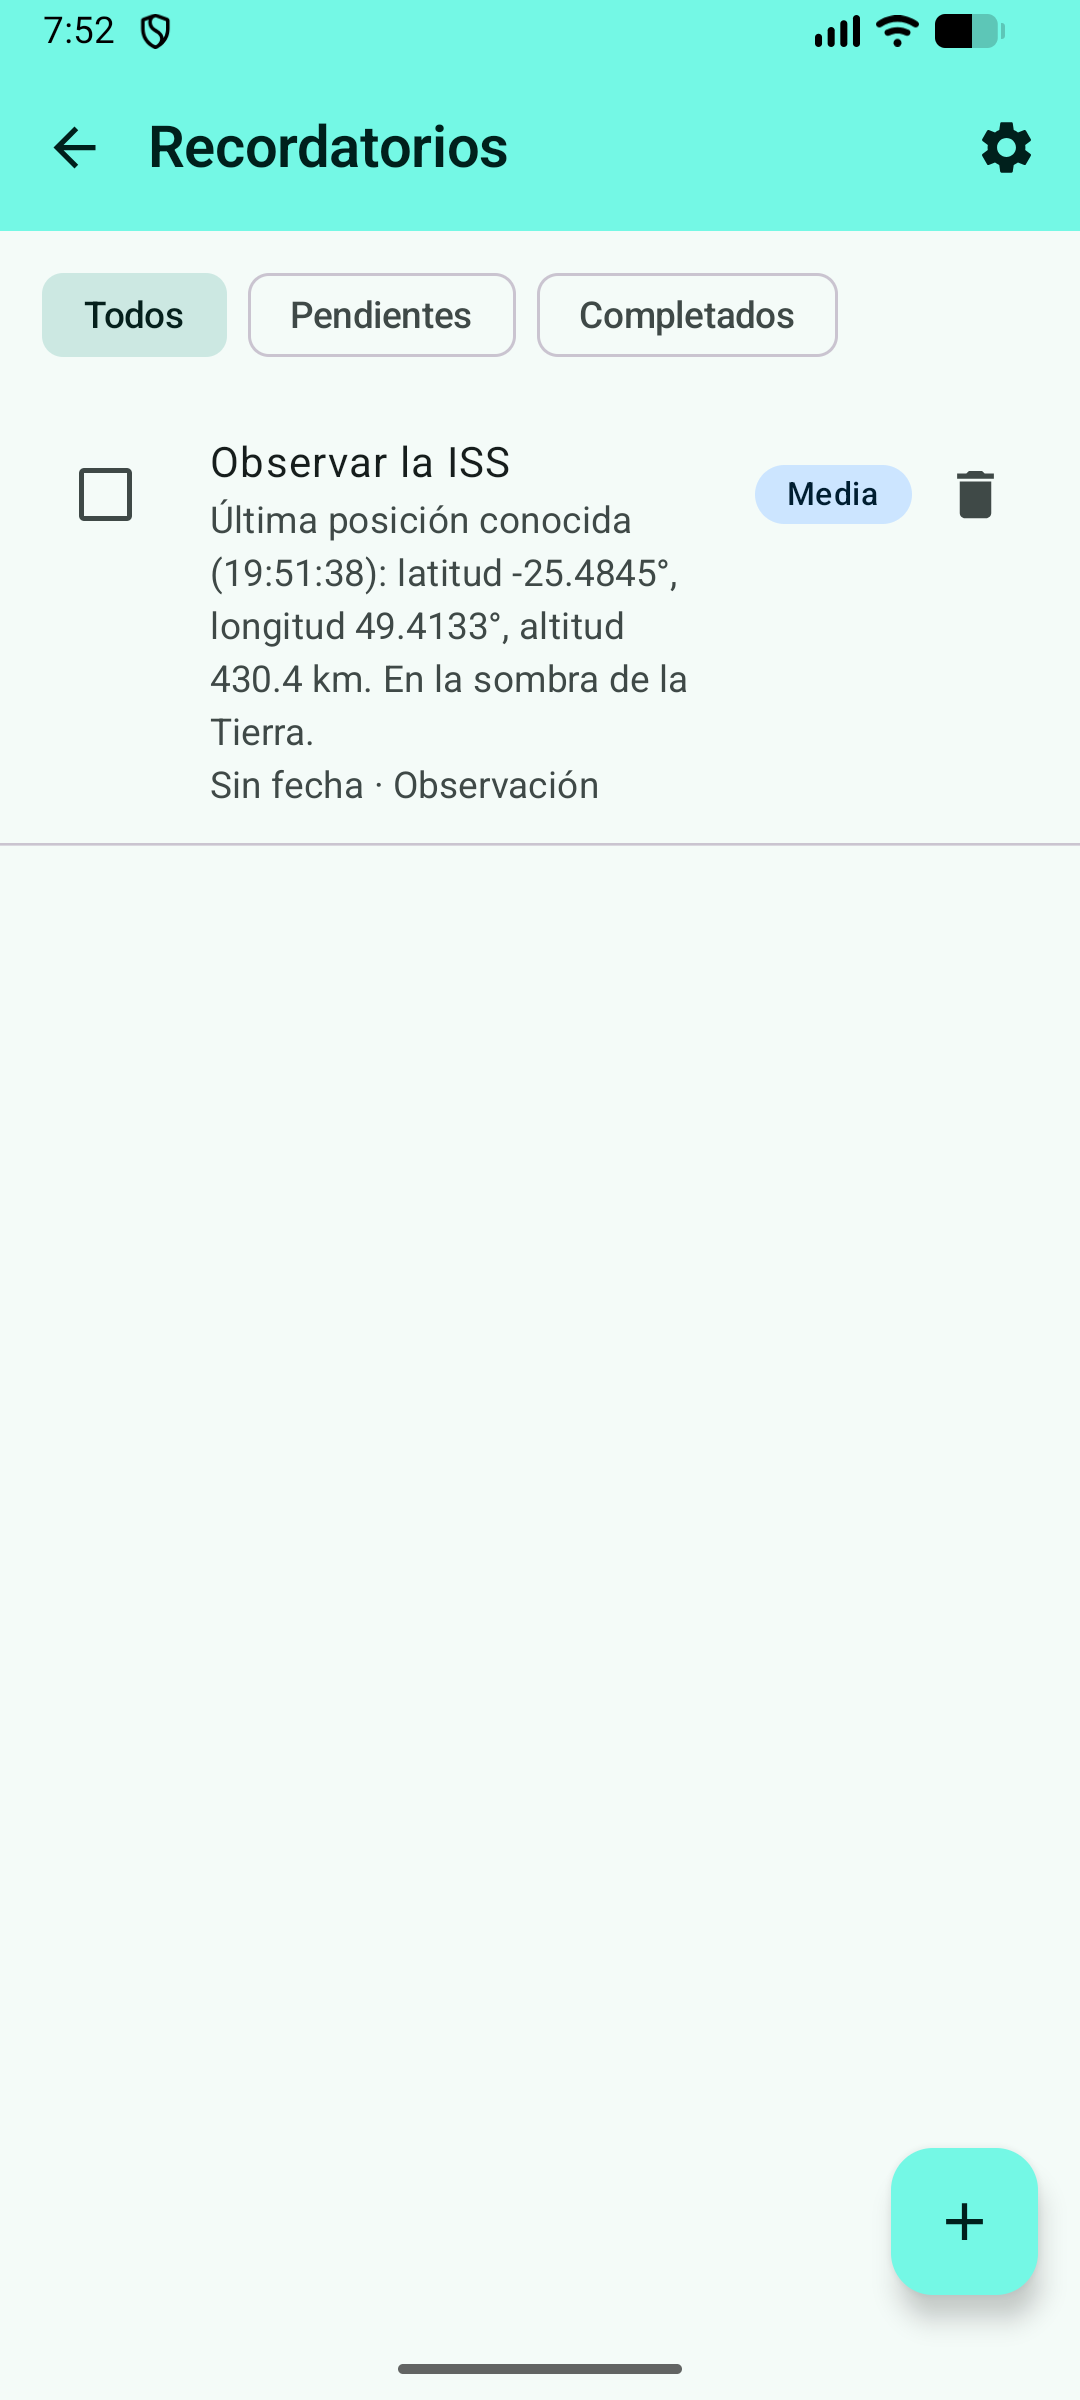 7:52
Recordatorios
Todos
Pendientes
Completados
Observar la ISS
Última posición conocida
(19:51:38): latitud -25.4845°,
longitud 49.4133°, altitud
430.4 km. En la sombra de la
Tierra.
Sin fecha · Observación
Media